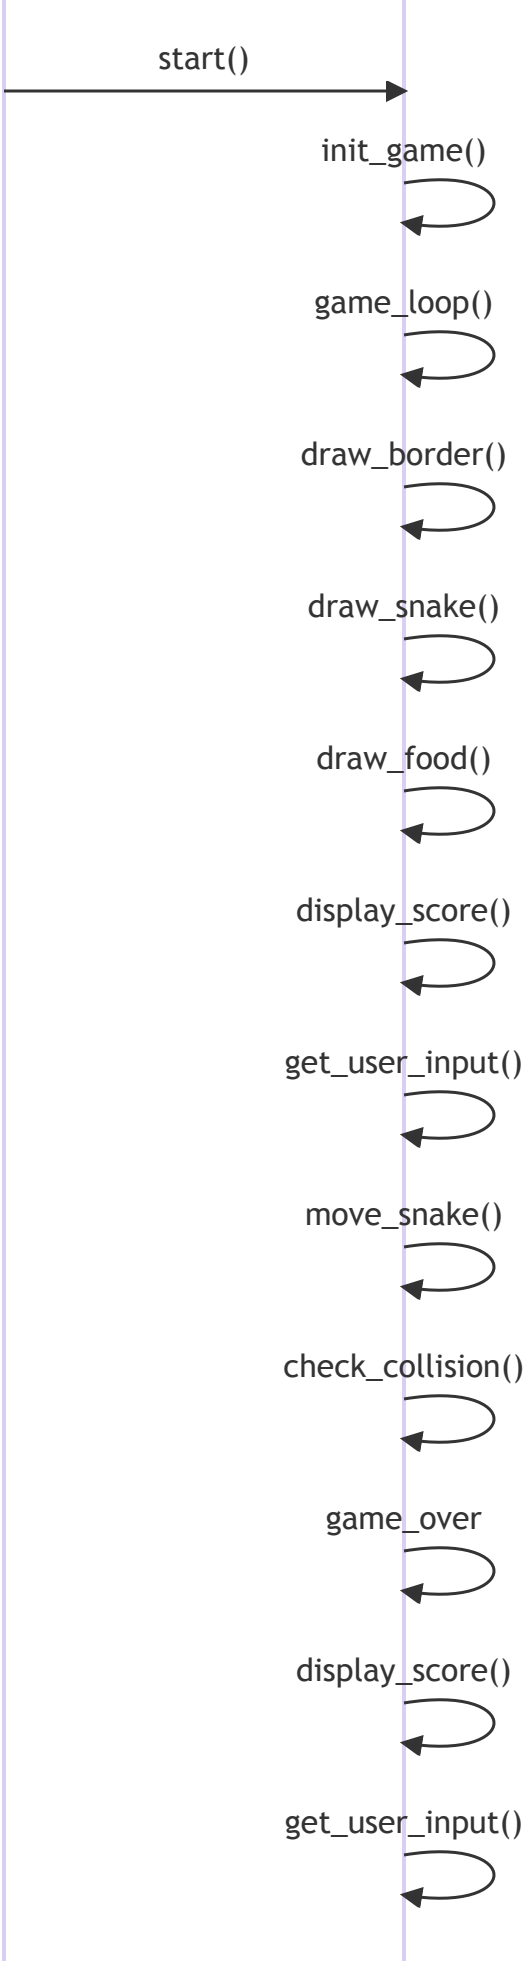 start()
init_game()
game_loop()
draw_border()
draw_snake()
draw_food()
display_score()
get_user_input()
move_snake()
check_collision()
game_over
display_score()
get_user_input()